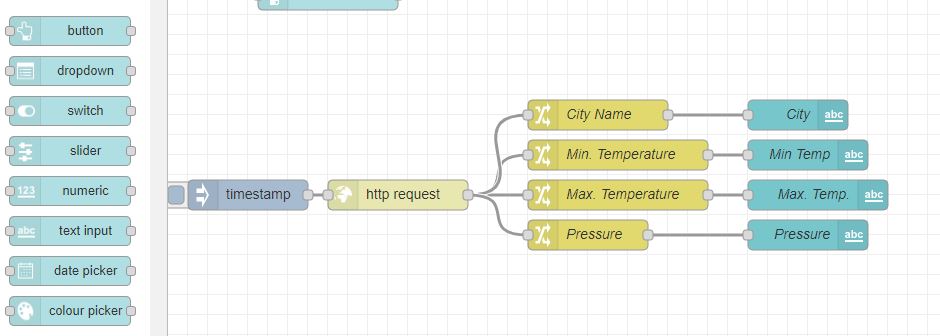 button
dropdown
switch
slider
123 numeric
abc text input
date picker
colour picker
timestamp
http request
City Name
Min. Temperature
Max. Temperature
Pressure
City abc
Min Temp abc
Max. Temp. abc
Pressure abc